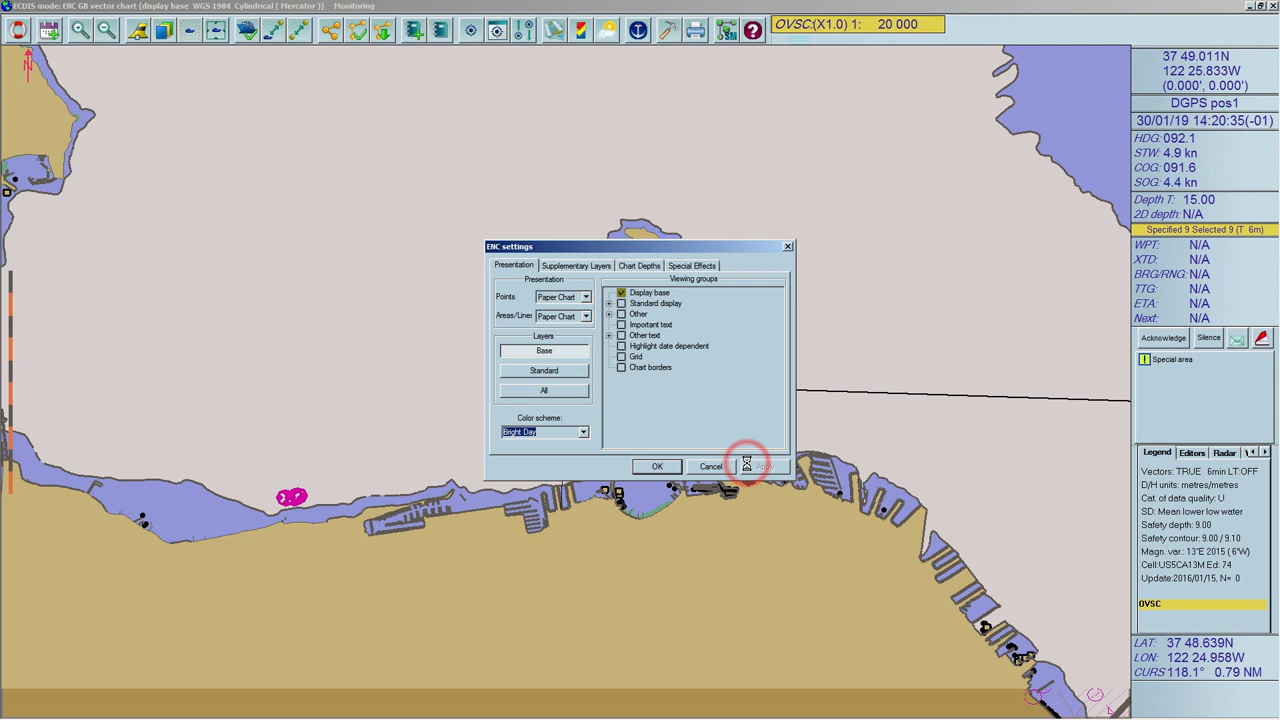 ECDIS mode: ENC GB vector chart (display base WGS 1984 Cylindrical ( Mercator )) Monitoring
OVSC:(X1.0) 1: 20 000
N
37 49.011N
122 25.833W
(0.000', 0.000')
DGPS pos1
30/01/19 14:20:35(-01)
HDG: 092.1
STW: 4.9 kn
COG: 091.6
SOG: 4.4 kn
Depth T: 15.00
2D depth: N/A
Specified 9 Selected 9 (T 6m)
WPT: N/A
XTD: N/A
BRG/RNG: N/A
TTG: N/A
ETA: N/A
Next: N/A
Acknowledge Silence
! Special area
Legend Editors Radar
Vectors: TRUE 6min LT:OFF
D/H units: metres/metres
Cat. of data quality: U
SD: Mean lower low water
Safety depth: 9.00
Safety contour: 9.00 / 9.10
Magn. var.: 13°E 2015 ( 6"W)
Cell:US5CA13M Ed: 74
Update:2016/01/15, N= 0
OVSC
LAT: 37 48.639N
LON: 122 24.958W
CURS 118.1° 0.79 NM
ENC settings
Presentation Supplementary Layers Chart Depths Special Effects
Presentation
Points Paper Chart
Areas/Lines Paper Chart
Layers
Base
Standard
All
Color scheme:
Bright Day
Viewing groups
Display base
Standard display
Other
Important text
Other text
Highlight date dependent
Grid
Chart borders
OK Cancel Apply